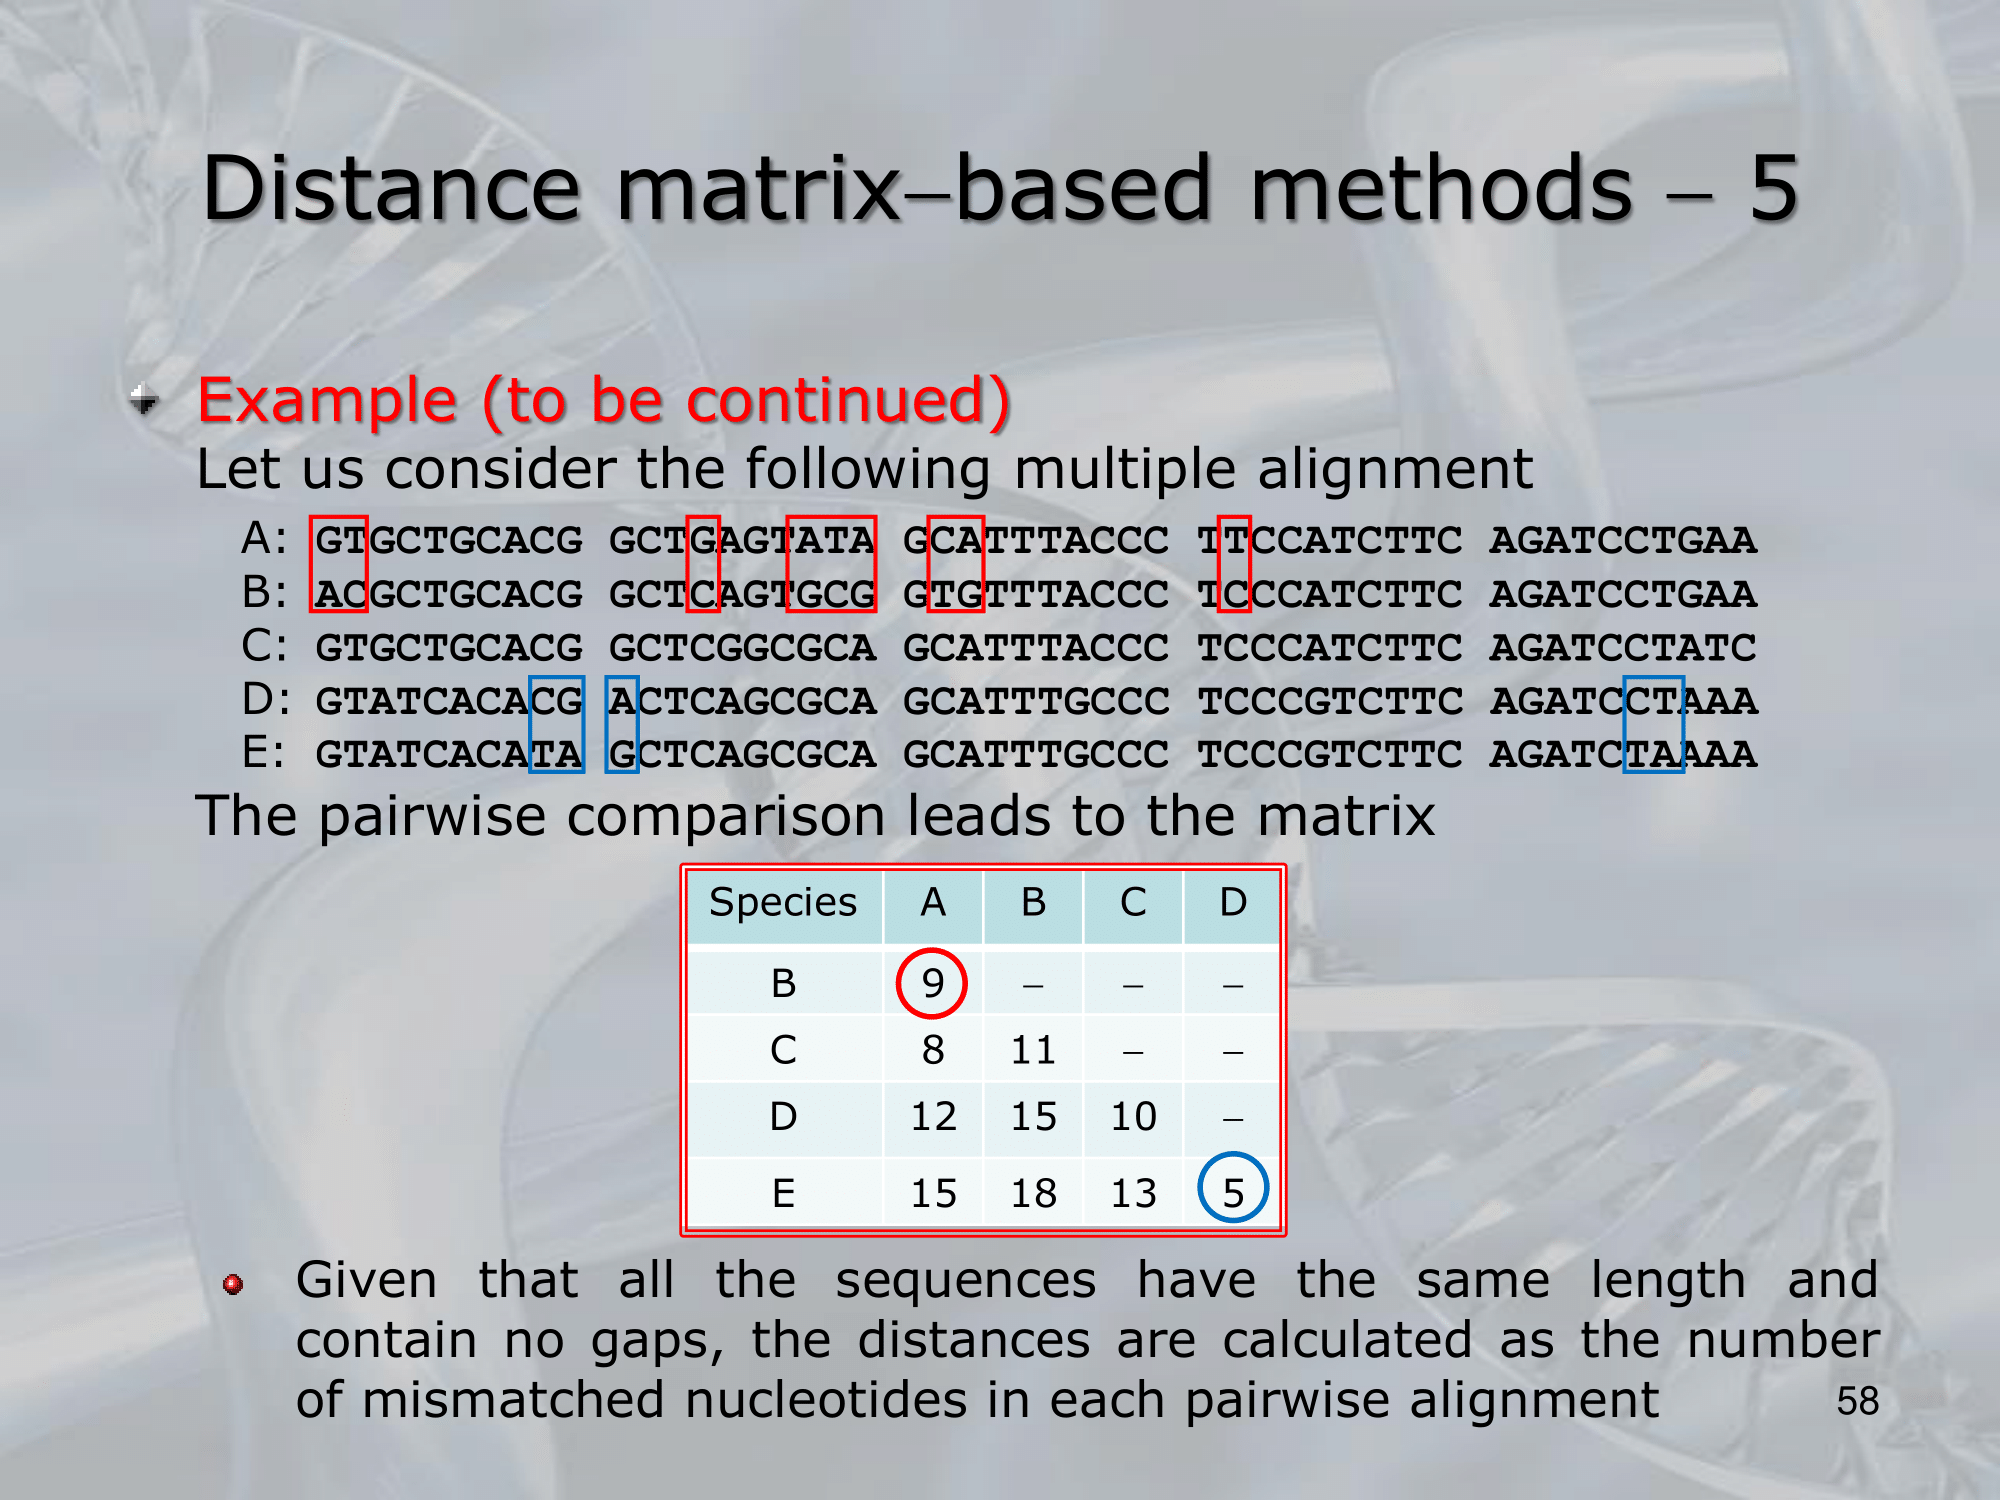 Distance matrix–based methods – 5
Example (to be continued)
Let us consider the following multiple alignment
A: GTGCTGCACG GCTGAGTATA GCATTTACCC TTCCATCTTC AGATCCTGAA
B: ACGCTGCACG GCTCAGTGCG GTGTTTACCC TCCCATCTTC AGATCCTGAA
C: GTGCTGCACG GCTCGGCGCA GCATTTACCC TCCCATCTTC AGATCCTATC
D: GTATCACACG ACTCAGCGCA GCATTTGCCC TCCCGTCTTC AGATCCTAAA
E: GTATCACATA GCTCAGCGCA GCATTTGCCC TCCCGTCTTC AGATCTAAAA
The pairwise comparison leads to the matrix
Species A B C D
B 9 – – –
C 8 11 – –
D 12 15 10 –
E 15 18 13 5
Given that all the sequences have the same length and
contain no gaps, the distances are calculated as the number
of mismatched nucleotides in each pairwise alignment
58